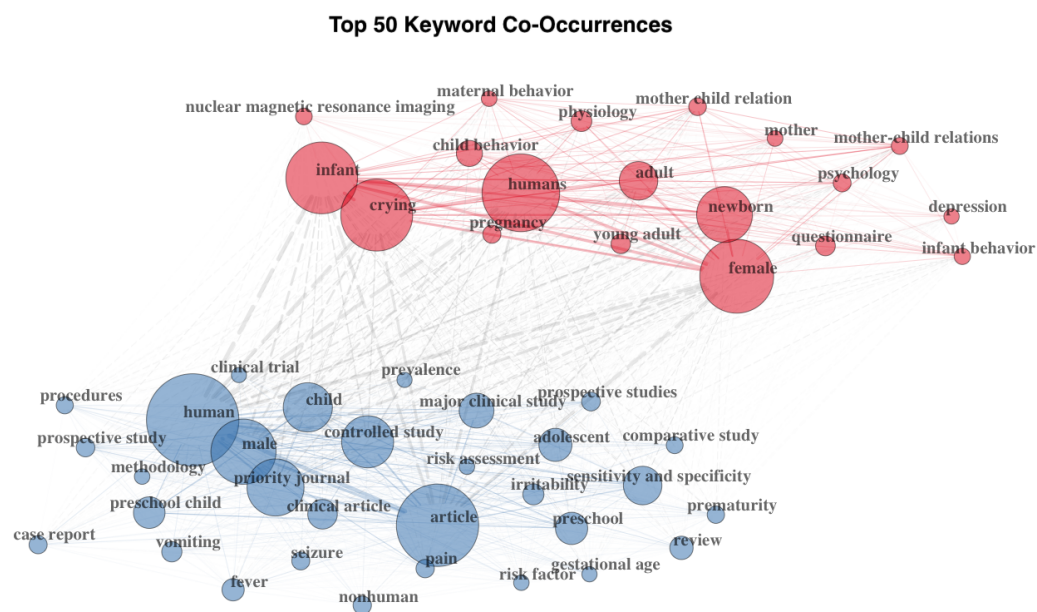 Top 50 Keyword Co-Occurrences
maternal behavior
mother child relation
nuclear magnetic resonance imaging
physiology
mother
mother-child relations
child behavior
infant
humans
adult
psychology
crying
newborn
depression
pregnancy
young adult
questionnaire
infant behavior
female
clinical trial
prevalence
procedures
child
major clinical study
prospective studies
human
prospective study
male
controlled study
adolescent
comparative study
methodology
priority journal
risk assessment
sensitivity and specificity
irritability
preschool child
clinical article
article
preschool
prematurity
case report
vomiting
seizure
pain
review
fever
risk factor
gestational age
nonhuman